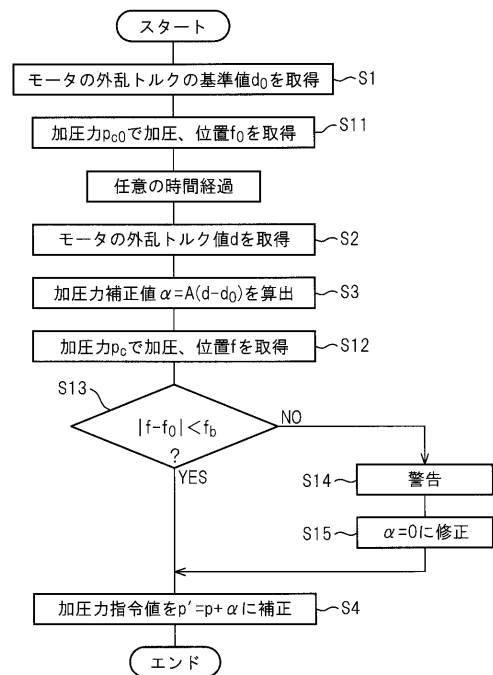 スタート
モータの外乱トルクの基準値d₀を取得 S1
加圧力pc0で加圧、位置f₀を取得 S11
任意の時間経過
モータの外乱トルク値dを取得 S2
加圧力補正値α=A(d-d₀)を算出 S3
加圧力pcで加圧、位置fを取得 S12
S13
|f-f₀|<fb
?
NO
YES
S14 警告
S15 α=0に修正
加圧力指令値をp'=p+αに補正 S4
エンド